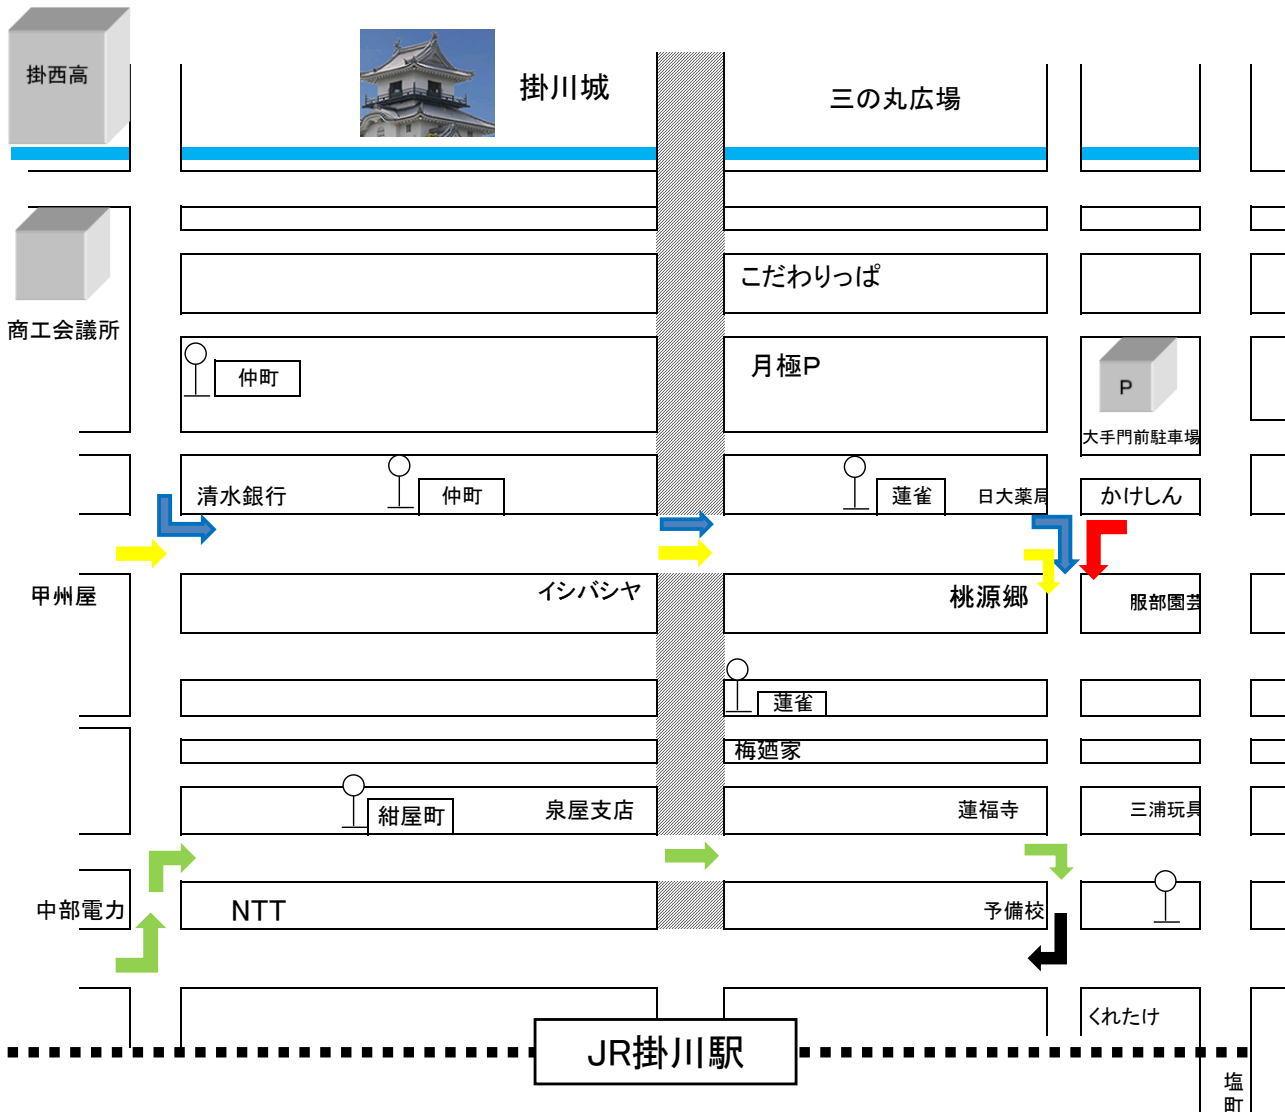 掛西高
掛川城
三の丸広場
商工会議所
こだわりっぱ
仲町
月極P
P
大手門前駐車場
清水銀行
仲町
蓮雀
日大薬局
かけしん
甲州屋
イシバシヤ
桃源郷
服部園芸
蓮雀
梅廼家
紺屋町
泉屋支店
蓮福寺
三浦玩具
中部電力
NTT
予備校
くれたけ
JR掛川駅
塩
町